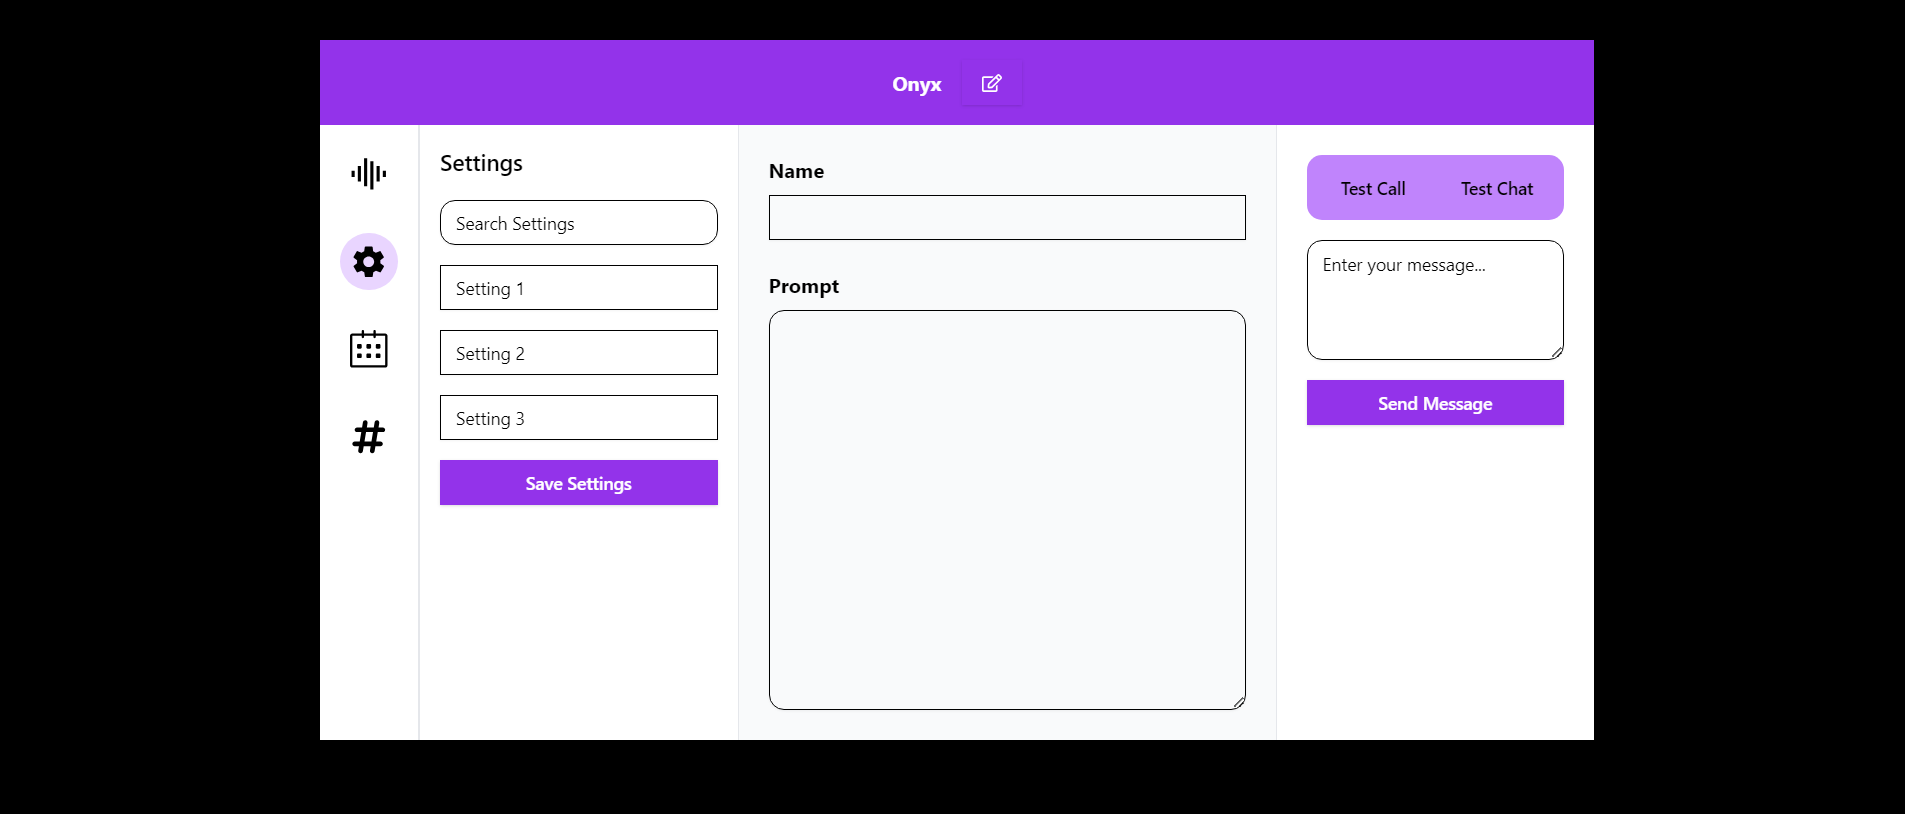 Onyx
Settings
Search Settings
Setting 1
Setting 2
Setting 3
Save Settings
Name
Prompt
Test Call
Test Chat
Enter your message...
Send Message